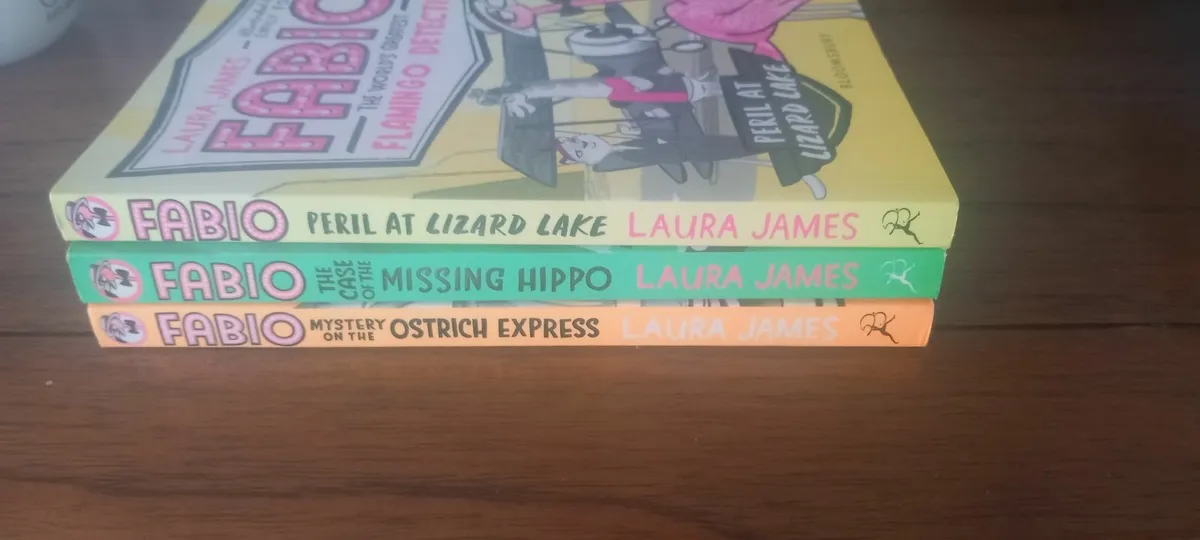 LAURA JAMES
FABIO
THE WORLD'S GREATEST
FLAMINGO DETECTIVE
PERIL AT
LIZARD LAKE
BLOOMSBURY
FABIO PERIL AT LIZARD LAKE LAURA JAMES
FABIO THE CASE OF THE MISSING HIPPO LAURA JAMES
FABIO MYSTERY ON THE OSTRICH EXPRESS LAURA JAMES